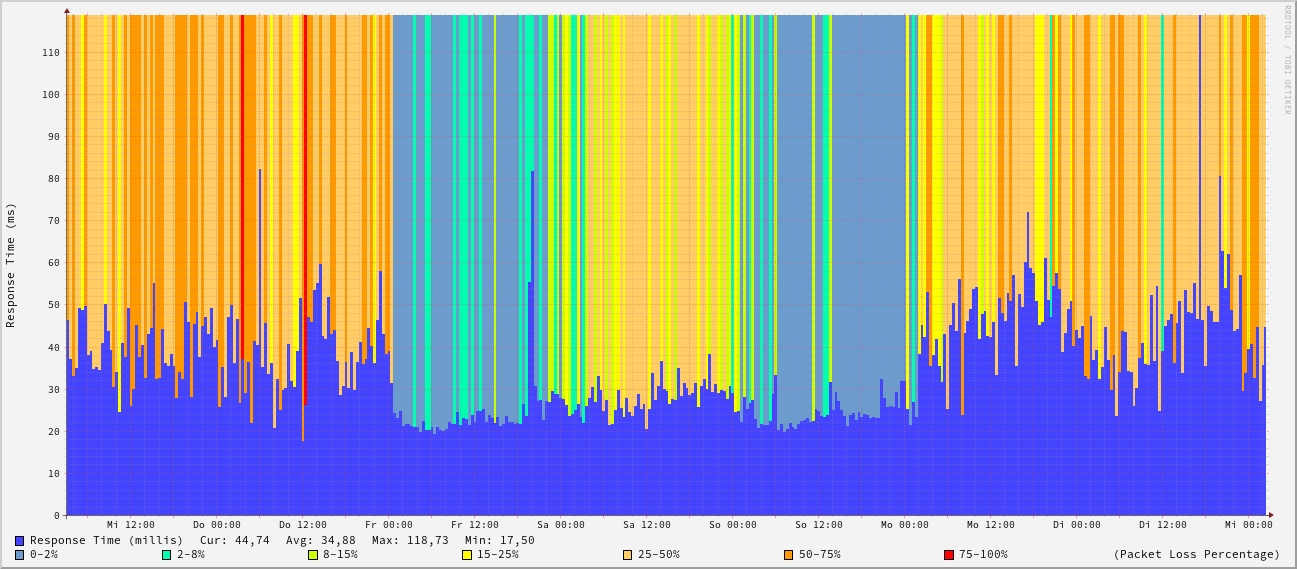 RRDTOOL / TOBI OETIKER
Response Time (ms)
110
100
90
80
70
60
50
40
30
20
10
0
Mi 12:00 Do 00:00 Do 12:00 Fr 00:00 Fr 12:00 Sa 00:00 Sa 12:00 So 00:00 So 12:00 Mo 00:00 Mo 12:00 Di 00:00 Di 12:00 Mi 00:00
Response Time (millis) Cur: 44,74 Avg: 34,88 Max: 118,73 Min: 17,50
0-2% 2-8% 8-15% 15-25% 25-50% 50-75% 75-100% (Packet Loss Percentage)